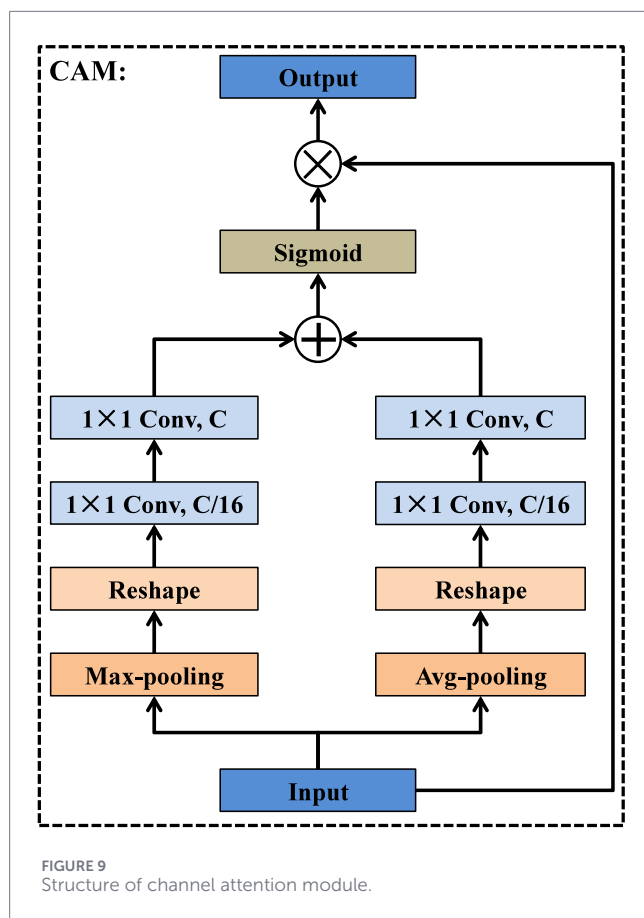 CAM:
Output
Sigmoid
1×1 Conv, C
1×1 Conv, C
1×1 Conv, C/16
1×1 Conv, C/16
Reshape
Reshape
Max-pooling
Avg-pooling
Input
FIGURE 9
Structure of channel attention module.